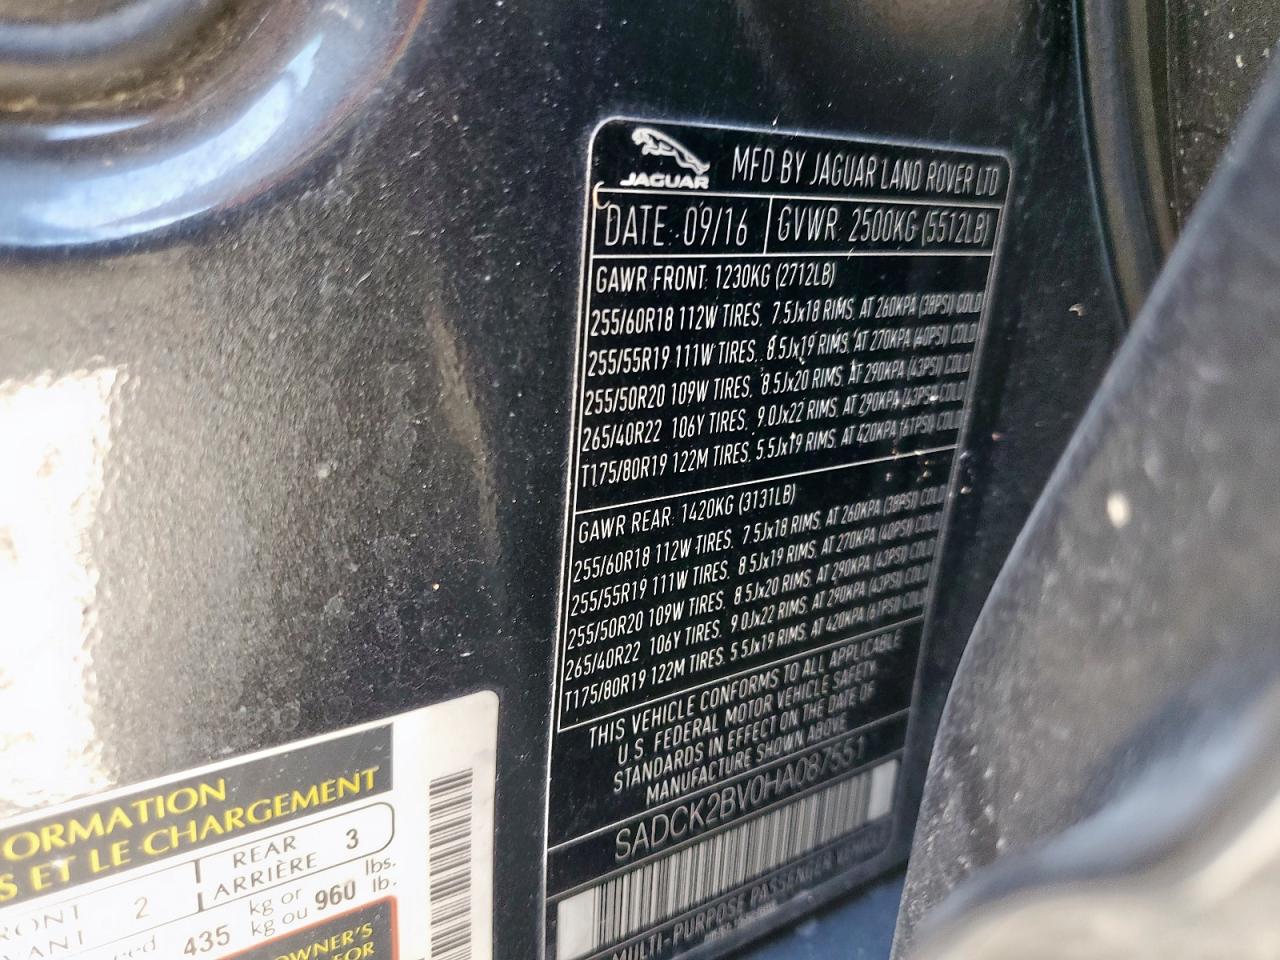 JAGUAR
MFD BY JAGUAR LAND ROVER LTD
DATE: 09/16 GVWR: 2500KG (5512LB)
GAWR FRONT: 1230KG (2712LB)
255/60R18 112W TIRES, 7.5Jx18 RIMS, AT 260KPA (38PSI) COLD
255/55R19 111W TIRES, 8.5Jx19 RIMS, AT 270KPA (40PSI) COLD
255/50R20 109W TIRES, 8.5Jx20 RIMS, AT 290KPA (43PSI) COLD
265/40R22 106Y TIRES, 9.0Jx22 RIMS, AT 290KPA (43PSI) COLD
T175/80R19 122M TIRES, 5.5Jx19 RIMS, AT 420KPA (61PSI) COLD
GAWR REAR: 1420KG (3131LB)
255/60R18 112W TIRES, 7.5Jx18 RIMS, AT 260KPA (38PSI) COLD
255/55R19 111W TIRES, 8.5Jx19 RIMS, AT 270KPA (40PSI) COLD
255/50R20 109W TIRES, 8.5Jx20 RIMS, AT 290KPA (43PSI) COLD
265/40R22 106Y TIRES, 9.0Jx22 RIMS, AT 290KPA (43PSI) COLD
T175/80R19 122M TIRES, 5.5Jx19 RIMS, AT 420KPA (61PSI) COLD
THIS VEHICLE CONFORMS TO ALL APPLICABLE
U.S. FEDERAL MOTOR VEHICLE SAFETY
STANDARDS IN EFFECT ON THE DATE OF
MANUFACTURE SHOWN ABOVE
SADCK2BV0HA087551
MULTI-PURPOSE PASSENGER VEHICLE
ORMATION
S ET LE CHARGEMENT
RONT
VANT 2
REAR
ARRIÈRE 3
435 kg or
kg ou 960 lbs.
lb.
OWNER'S
FOR